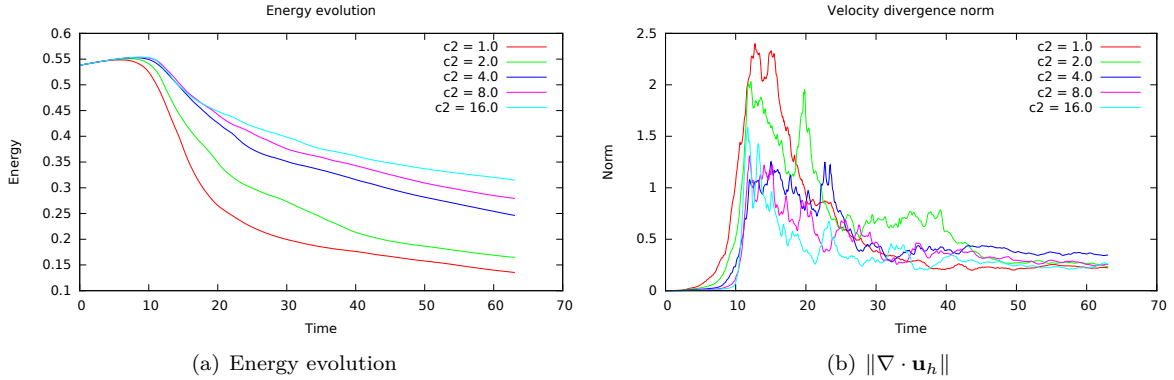 Energy evolution
0.6
0.55
0.5
0.45
0.4
0.35
0.3
0.25
0.2
0.15
0.1
0
10
20
30
40
50
60
70
Energy
Time
c2 = 1.0
c2 = 2.0
c2 = 4.0
c2 = 8.0
c2 = 16.0
(a) Energy evolution
Velocity divergence norm
2.5
2
1.5
1
0.5
0
0
10
20
30
40
50
60
70
Norm
Time
c2 = 1.0
c2 = 2.0
c2 = 4.0
c2 = 8.0
c2 = 16.0
(b) ‖∇ · u_h‖